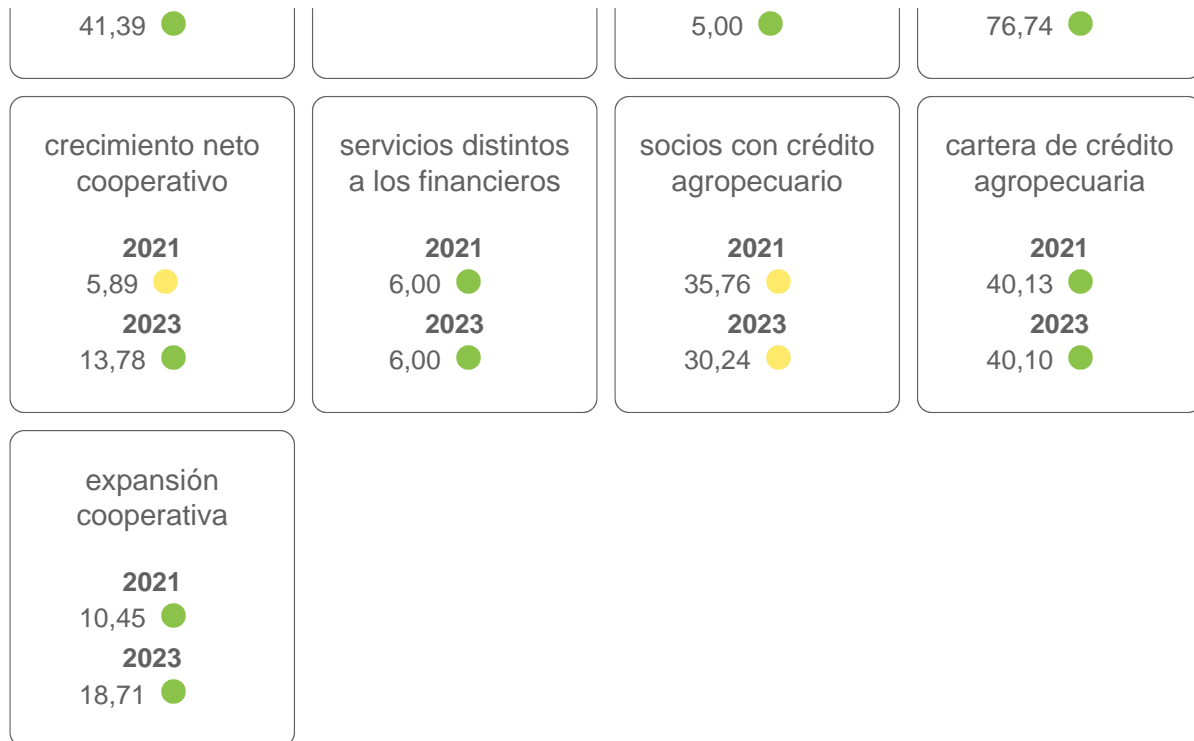 41,39
5,00
76,74
crecimiento neto
cooperativo
2021
5,89
2023
13,78
servicios distintos
a los financieros
2021
6,00
2023
6,00
socios con crédito
agropecuario
2021
35,76
2023
30,24
cartera de crédito
agropecuaria
2021
40,13
2023
40,10
expansión
cooperativa
2021
10,45
2023
18,71